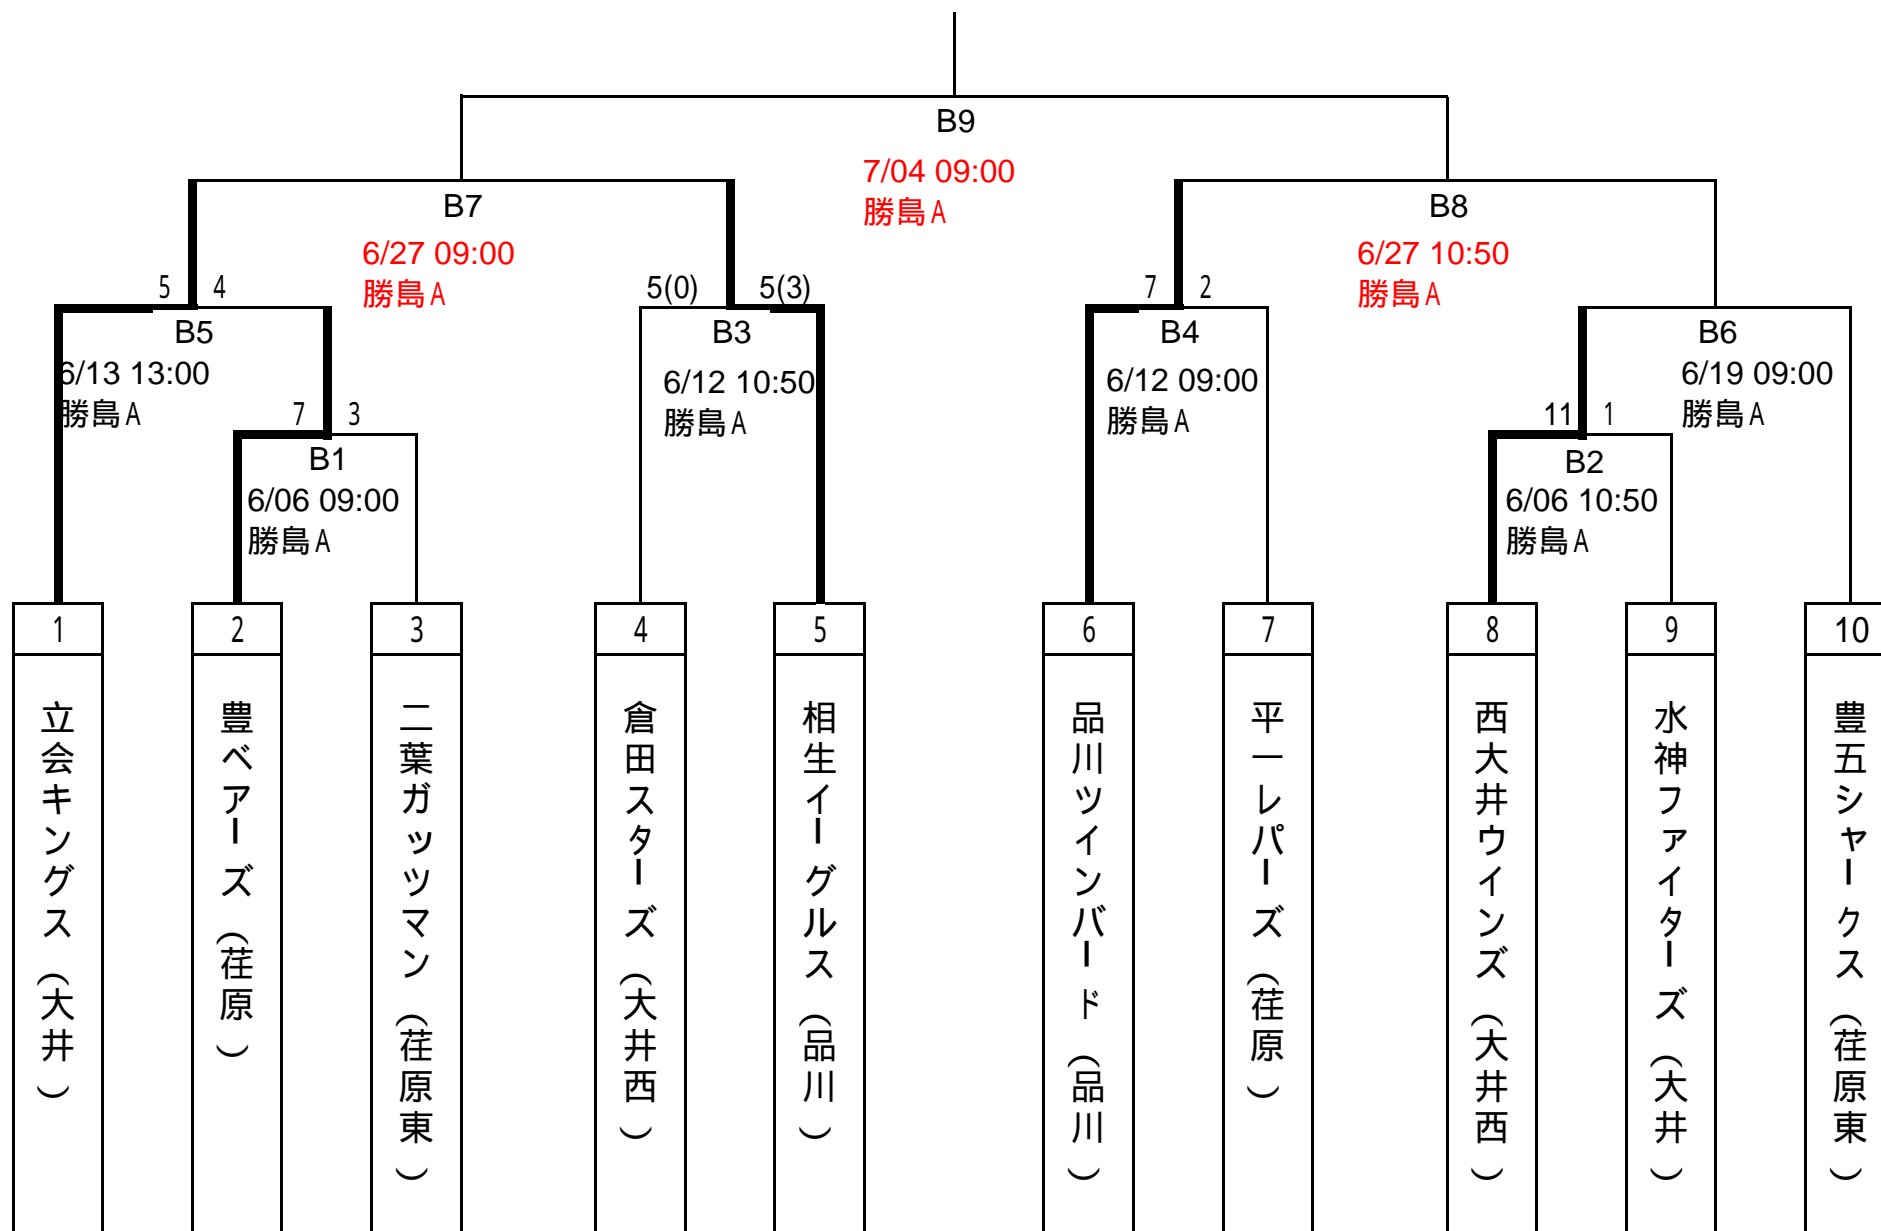 B9
7/04 09:00
勝島A
B7
6/27 09:00
勝島A
B8
6/27 10:50
勝島A
5 4
B5
6/13 13:00
勝島A
5(0) 5(3)
B3
6/12 10:50
勝島A
7 2
B4
6/12 09:00
勝島A
B6
6/19 09:00
勝島A
7 3
B1
6/06 09:00
勝島A
11 1
B2
6/06 10:50
勝島A
1
立会キングス(大井)
2
豊ベアーズ(荏原)
3
二葉ガッツマン(荏原東)
4
倉田スターズ(大井西)
5
相生イーグルス(品川)
6
品川ツインバード(品川)
7
平一レパーズ(荏原)
8
西大井ウインズ(大井西)
9
水神ファイターズ(大井)
10
豊五シャークス(荏原東)